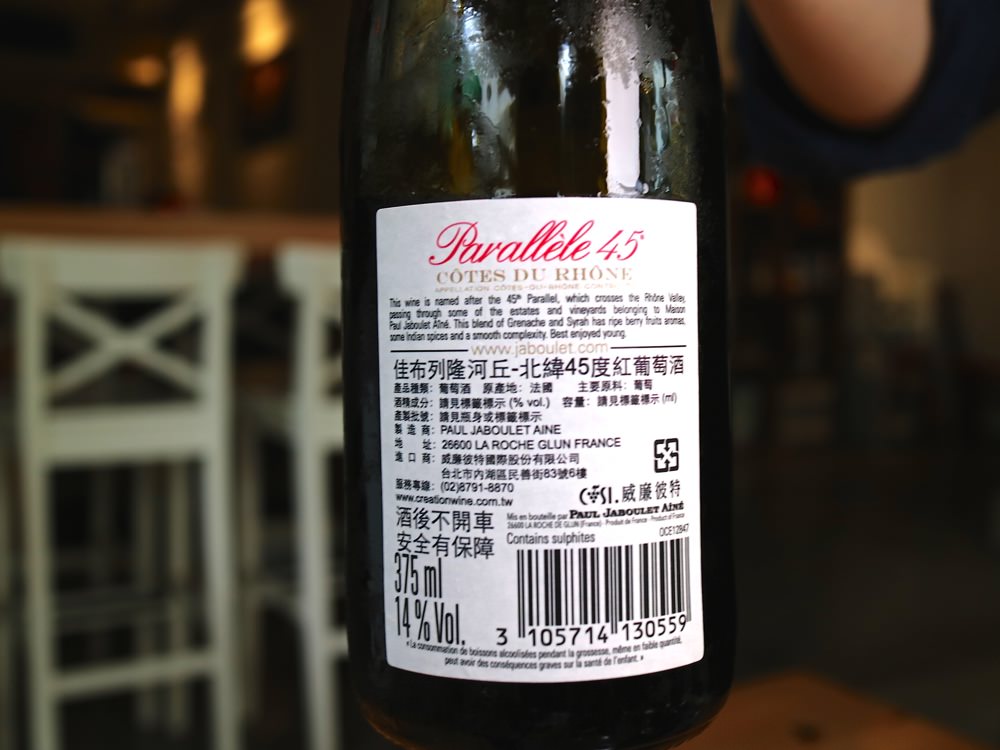 Parallèle 45
CÔTES DU RHÔNE
APPELLATION CÔTES-DU-RHÔNE
This wine is named after the 45th Parallel, which crosses the Rhône Valley,
passing through some of the estates and vineyards belonging to Maison
Paul Jaboulet Aîné. This blend of Grenache and Syrah has ripe berry fruits aromas,
some Indian spices and a smooth complexity. Best enjoyed young.
www.jaboulet.com
佳布列隆河丘-北緯45度紅葡萄酒
產品種類: 葡萄酒 原產地: 法國 主要原料: 葡萄
酒精成分: 請見標籤標示 (% vol.) 容量: 請見標籤標示 (ml)
產製批號: 請見瓶身或標籤標示
製 造 商: PAUL JABOULET AINE
地 址: 26600 LA ROCHE GLUN FRANCE
進 口 商: 威廉彼特國際股份有限公司
台北市內湖區民善街83號6樓
服務專線: (02)8791-8870
www.creationwine.com.tw
CWSI. 威廉彼特
酒後不開車
安全有保障
Mis en bouteille par PAUL JABOULET AÎNÉ
26600 LA ROCHE DE GLUN (France) - Produit de France - Product of France
Contains sulphites
OCE12847
375 ml
14 % Vol.
3 105714 130559
« La consommation de boissons alcoolisées pendant la grossesse, même en faible quantité,
peut avoir des conséquences graves sur la santé de l'enfant. »